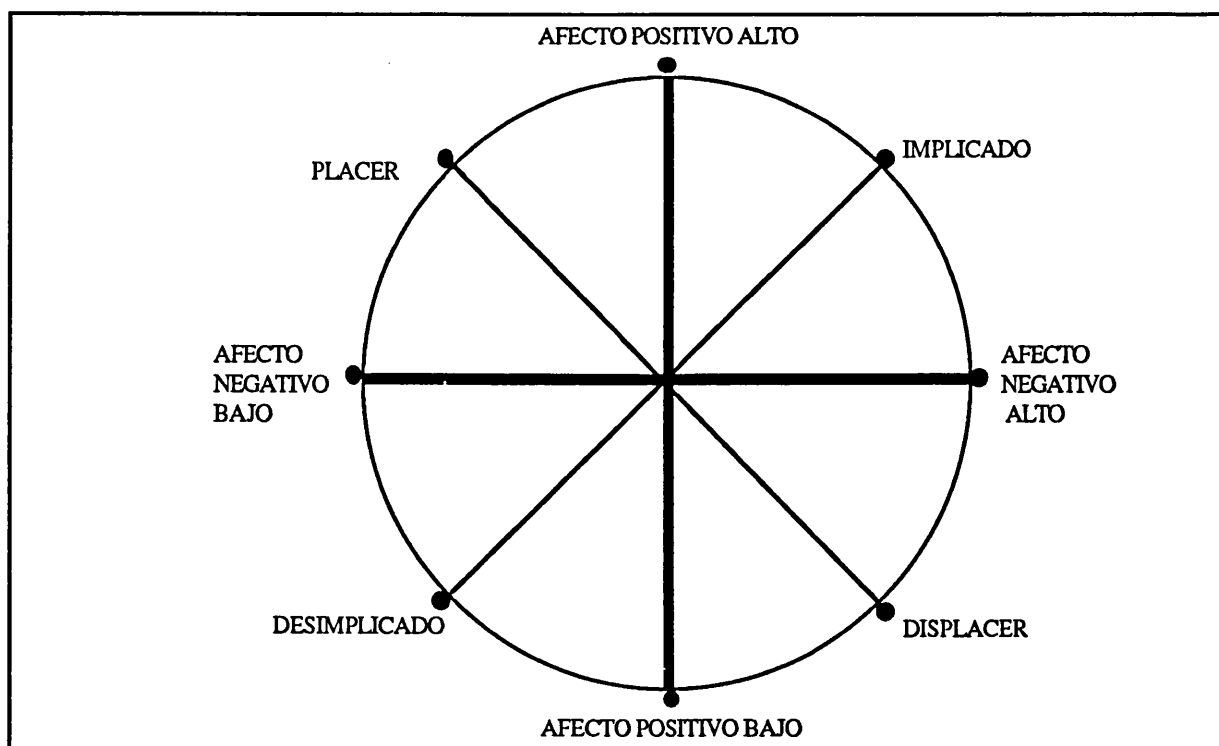 AFECTO POSITIVO ALTO
PLACER
IMPLICADO
AFECTO
NEGATIVO
BAJO
AFECTO
NEGATIVO
ALTO
DESIMPLICADO
DISPLACER
AFECTO POSITIVO BAJO